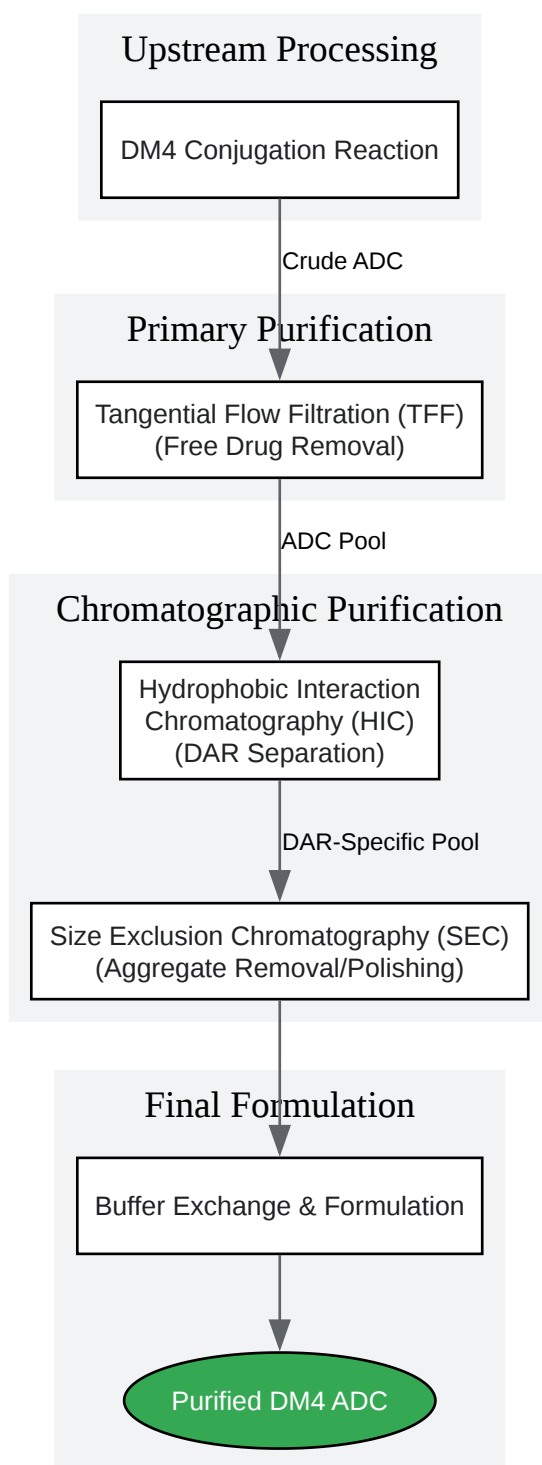 Upstream Processing
DM4 Conjugation Reaction
Crude ADC
Primary Purification
Tangential Flow Filtration (TFF)
(Free Drug Removal)
ADC Pool
Chromatographic Purification
Hydrophobic Interaction
Chromatography (HIC)
(DAR Separation)
DAR-Specific Pool
Size Exclusion Chromatography (SEC)
(Aggregate Removal/Polishing)
Final Formulation
Buffer Exchange & Formulation
Purified DM4 ADC